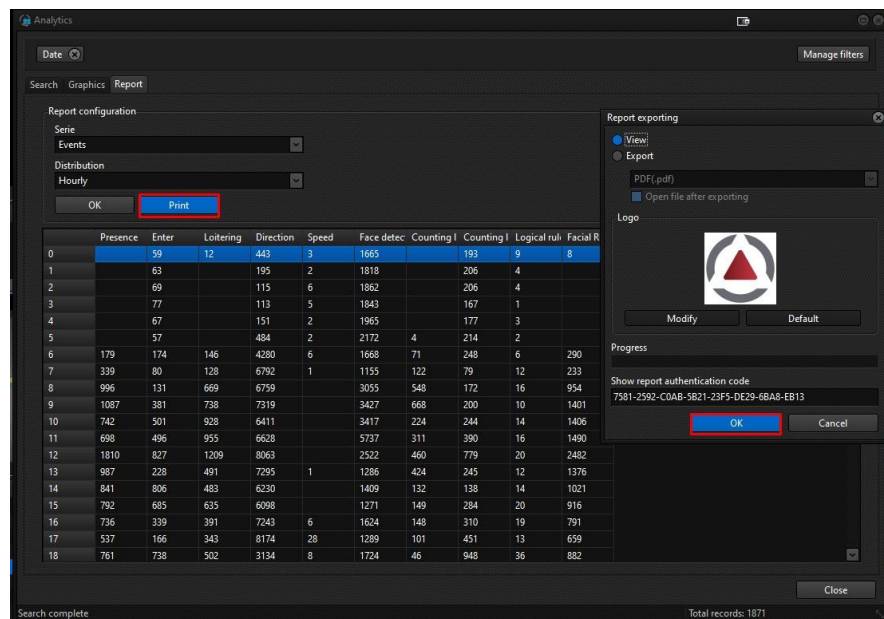 Analytics
Date
Manage filters
Search Graphics Report
Report configuration
Serie
Events
Distribution
Hourly
OK Print
Presence Enter Loitering Direction Speed Face detec Counting l Counting l Logical rul Facial R
0 59 12 443 3 1665 193 9 8
1 63 195 2 1818 206 4
2 69 115 6 1862 206 4
3 77 113 5 1843 167 1
4 67 151 2 1965 177 3
5 57 484 2 2172 4 214 2
6 179 174 146 4280 6 1668 71 248 6 290
7 339 80 128 6792 1 1155 122 79 12 233
8 996 131 669 6759 3055 548 172 16 954
9 1087 381 738 7319 3427 668 200 10 1401
10 742 501 928 6411 3417 224 244 14 1406
11 698 496 955 6628 5737 311 390 16 1490
12 1810 827 1209 8063 2522 460 779 20 2482
13 987 228 491 7295 1 1286 424 245 12 1376
14 841 806 483 6230 1409 132 138 14 1021
15 792 685 635 6098 1271 149 284 20 916
16 736 339 391 7243 6 1624 148 310 19 791
17 537 166 343 8174 28 1289 101 451 13 659
18 761 738 502 3134 8 1724 46 948 36 882
Report exporting
View
Export
PDF(.pdf)
Open file after exporting
Logo
Modify Default
Progress
Show report authentication code
7581-2592-C0AB-5B21-23F5-DE29-6BA8-EB13
OK Cancel
Close
Search complete Total records: 1871